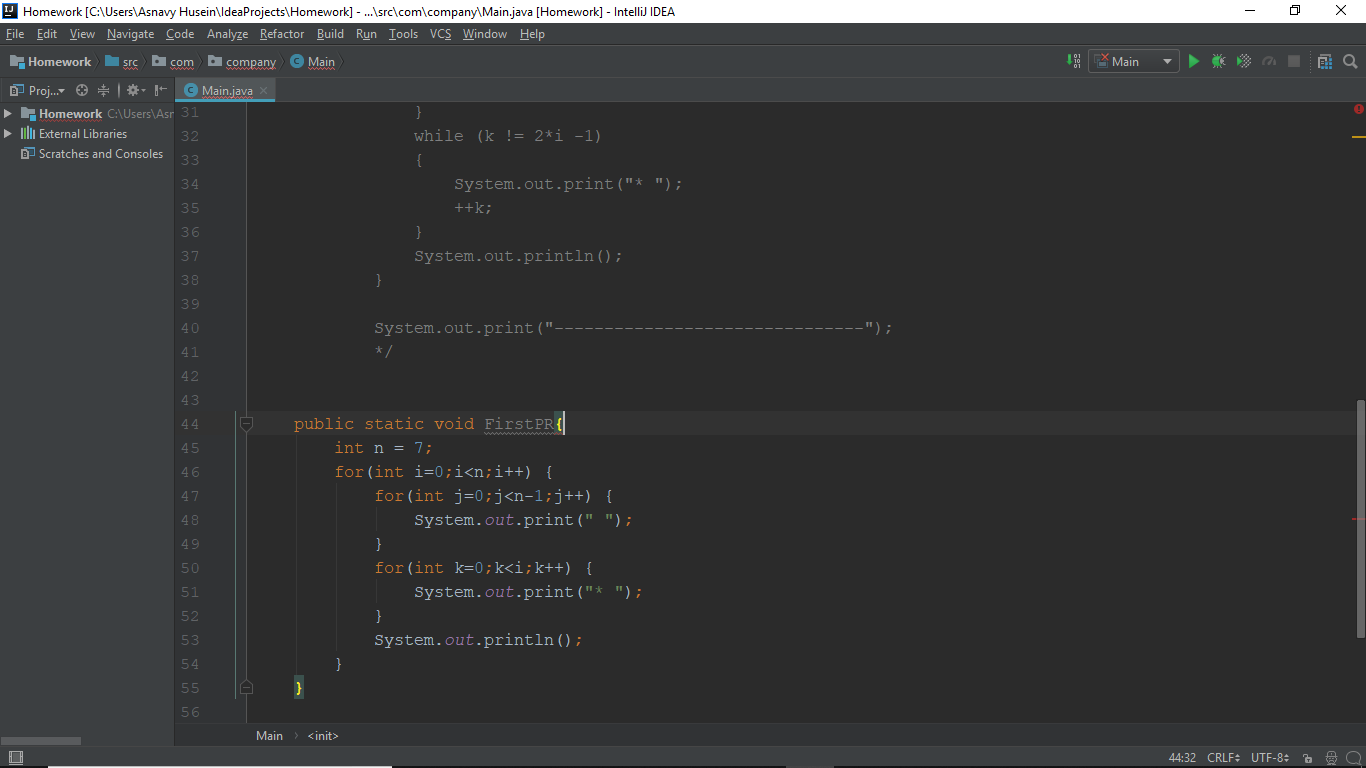 Homework [C:\Users\Asnavy Husein\IdeaProjects\Homework] - ...\src\com\company\Main.java [Homework] - IntelliJ IDEA
File Edit View Navigate Code Analyze Refactor Build Run Tools VCS Window Help
Homework src com company Main Main
Proj... Main.java
Homework C:\Users\Asn
External Libraries
Scratches and Consoles
31 }
32 while (k != 2*i -1)
33 {
34 System.out.print("* ");
35 ++k;
36 }
37 System.out.println();
38 }
39
40 System.out.print("-------------------------------");
41 */
42
43
44 public static void FirstPR{
45 int n = 7;
46 for(int i=0;i<n;i++) {
47 for(int j=0;j<n-1;j++) {
48 System.out.print(" ");
49 }
50 for(int k=0;k<i;k++) {
51 System.out.print("* ");
52 }
53 System.out.println();
54 }
55 }
56
Main <init>
44:32 CRLF UTF-8